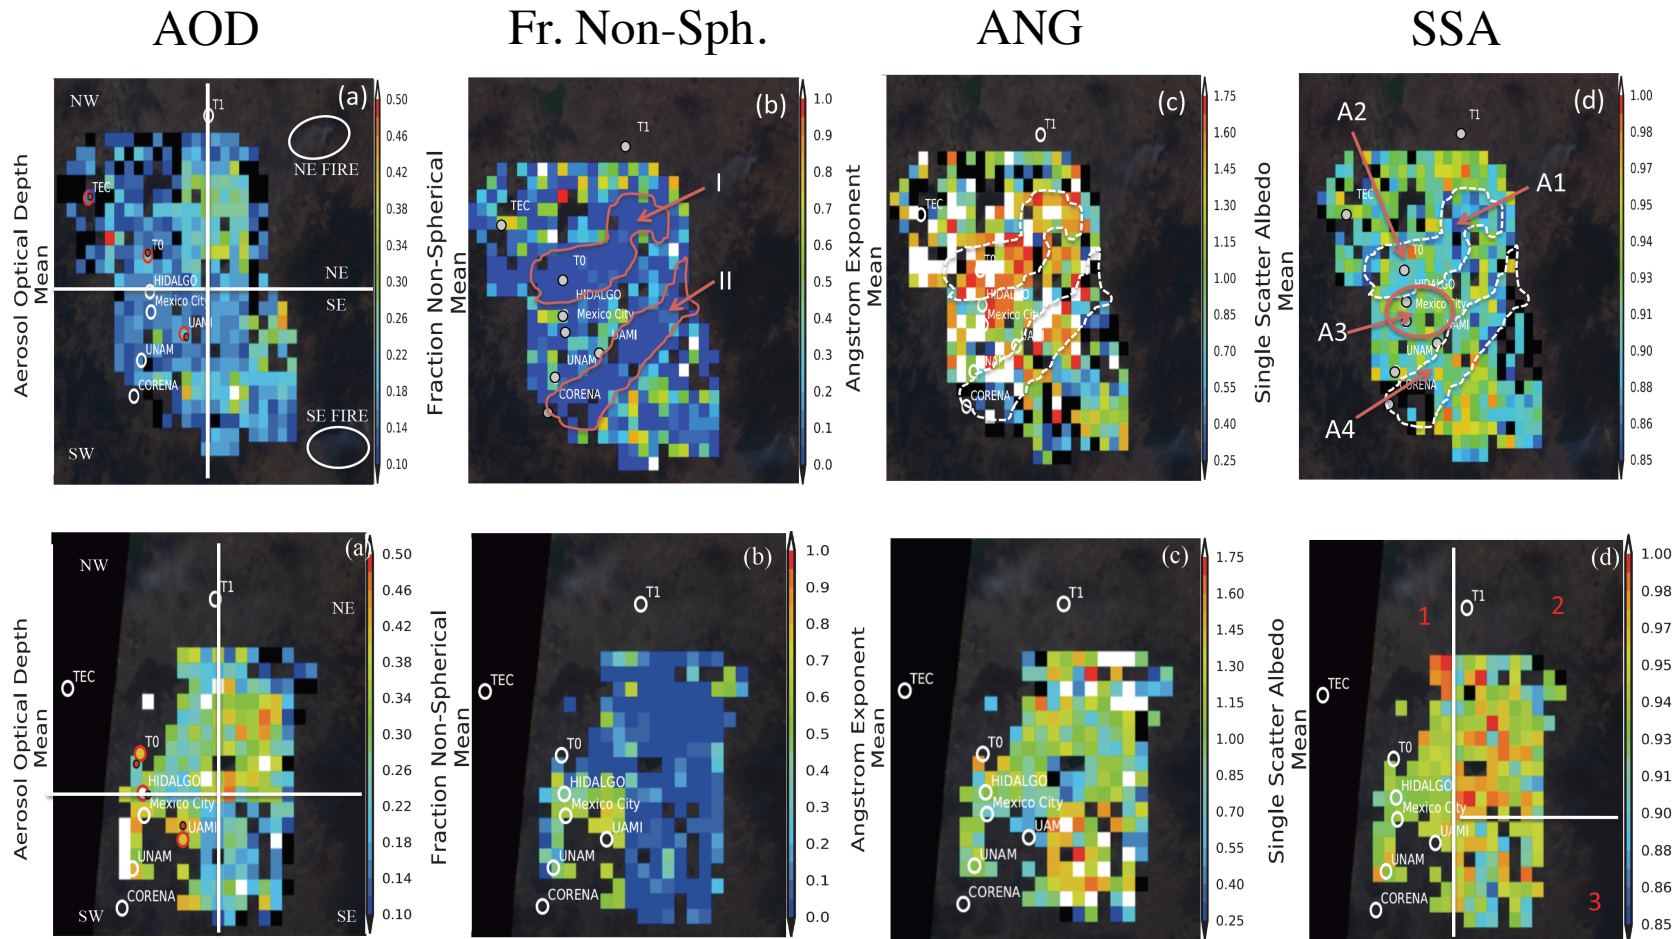 AOD
Fr. Non-Sph.
ANG
SSA
Aerosol Optical Depth
Mean
NW
(a)
T1
NE FIRE
TEC
T0
NE
HIDALGO
SE
Mexico City
UAMI
UNAM
CORENA
SE FIRE
SW
0.50
0.46
0.42
0.38
0.34
0.30
0.26
0.22
0.18
0.14
0.10
Fraction Non-Spherical
Mean
(b)
T1
I
TEC
T0
II
HIDALGO
Mexico City
UAMI
UNAM
CORENA
1.0
0.9
0.8
0.7
0.6
0.5
0.4
0.3
0.2
0.1
0.0
Angstrom Exponent
Mean
(c)
T1
TEC
HIDALGO
Mexico City
CORENA
1.75
1.60
1.45
1.30
1.15
1.00
0.85
0.70
0.55
0.40
0.25
Single Scatter Albedo
Mean
(d)
A2
T1
A1
TEC
T0
HIDALGO
Mexico City
A3
UAMI
UNAM
CORENA
A4
1.00
0.98
0.97
0.95
0.94
0.93
0.91
0.90
0.88
0.86
0.85
Aerosol Optical Depth
Mean
(a)
NW
T1
NE
TEC
T0
HIDALGO
Mexico City
UAMI
UNAM
CORENA
SW
SE
0.50
0.46
0.42
0.38
0.34
0.30
0.26
0.22
0.18
0.14
0.10
Fraction Non-Spherical
Mean
(b)
T1
TEC
T0
HIDALGO
Mexico City
UAMI
UNAM
CORENA
1.0
0.9
0.8
0.7
0.6
0.5
0.4
0.3
0.2
0.1
0.0
Angstrom Exponent
Mean
(c)
T1
TEC
T0
HIDALGO
Mexico City
UAM
UNAM
CORENA
1.75
1.60
1.45
1.30
1.15
1.00
0.85
0.70
0.55
0.40
0.25
Single Scatter Albedo
Mean
(d)
1
T1
2
TEC
T0
HIDALGO
Mexico City
UAMI
UNAM
CORENA
3
1.00
0.98
0.97
0.95
0.94
0.93
0.90
0.88
0.86
0.85